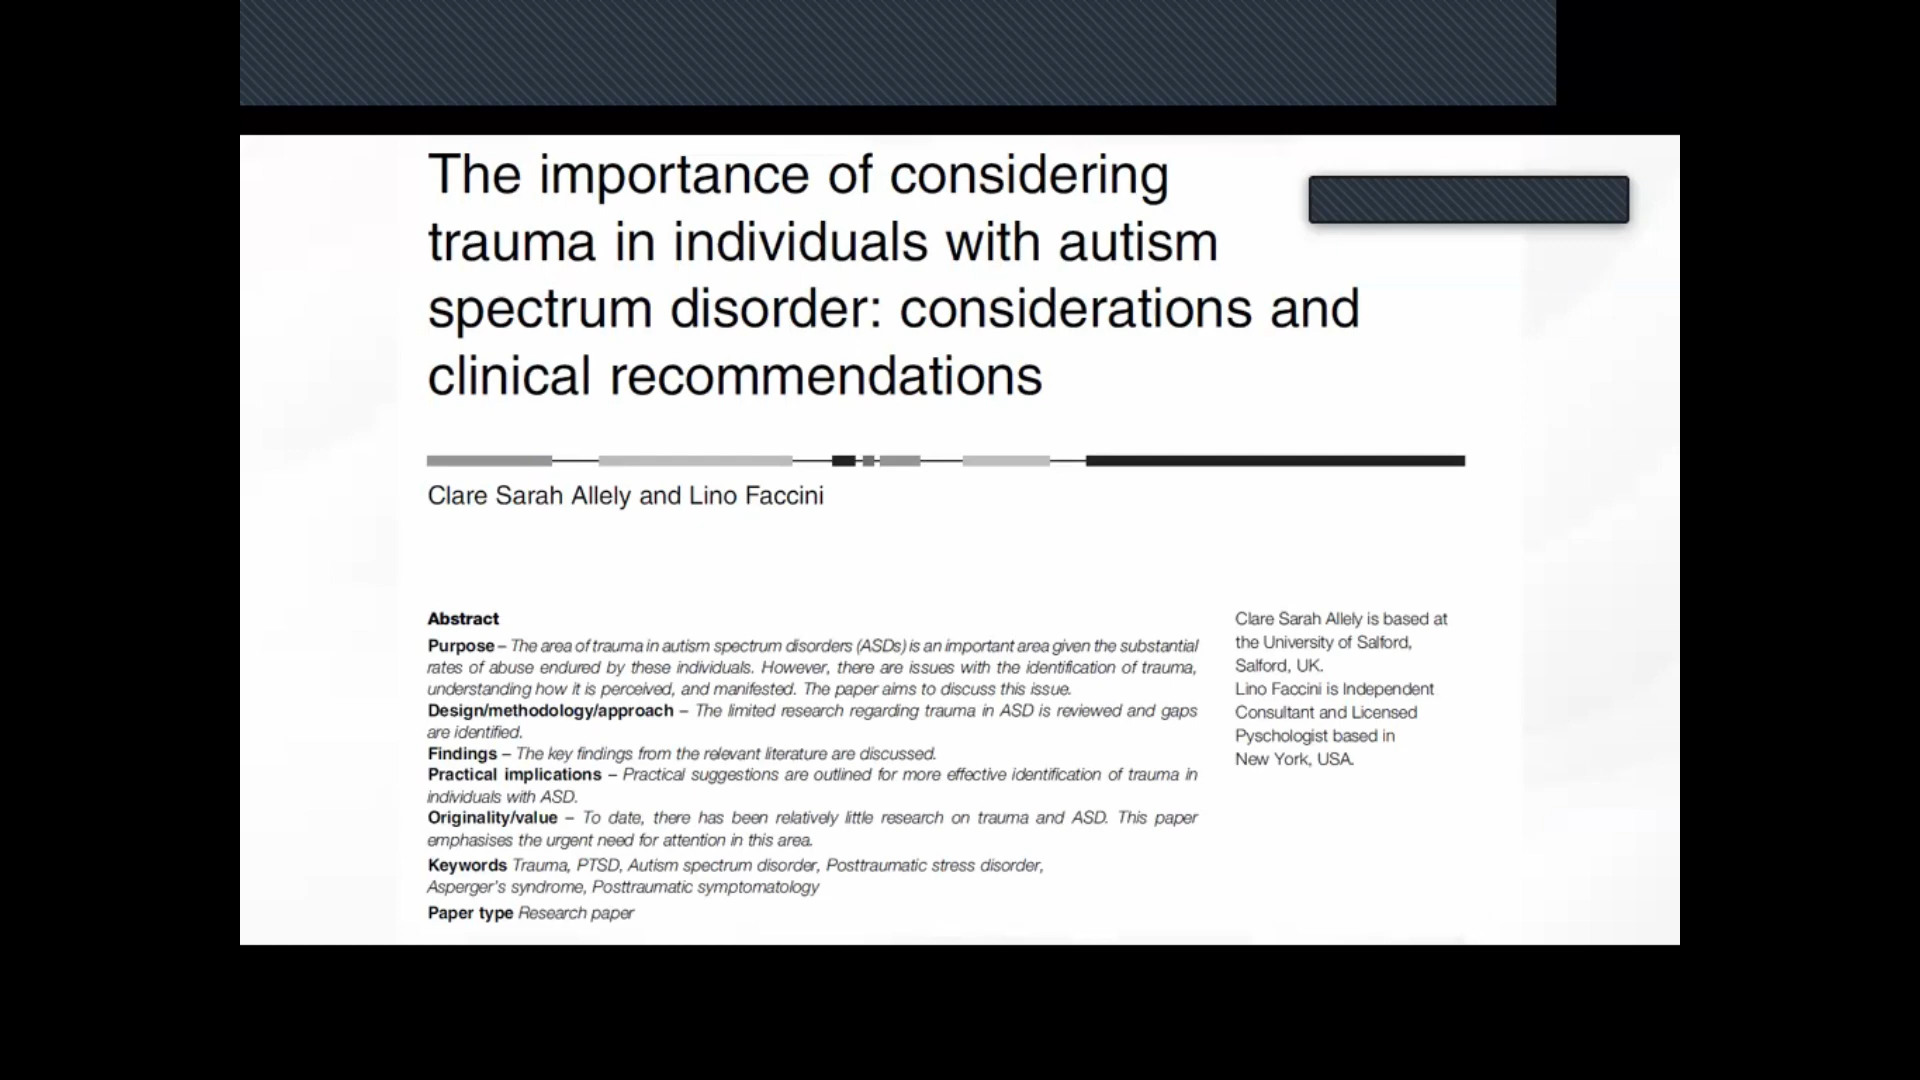 The importance of considering
trauma in individuals with autism
spectrum disorder: considerations and
clinical recommendations
Clare Sarah Allely and Lino Faccini
Abstract
Purpose – The area of trauma in autism spectrum disorders (ASDs) is an important area given the substantial
rates of abuse endured by these individuals. However, there are issues with the identification of trauma,
understanding how it is perceived, and manifested. The paper aims to discuss this issue.
Design/methodology/approach – The limited research regarding trauma in ASD is reviewed and gaps
are identified.
Findings – The key findings from the relevant literature are discussed.
Practical implications – Practical suggestions are outlined for more effective identification of trauma in
individuals with ASD.
Originality/value – To date, there has been relatively little research on trauma and ASD. This paper
emphasises the urgent need for attention in this area.
Keywords Trauma, PTSD, Autism spectrum disorder, Posttraumatic stress disorder,
Asperger's syndrome, Posttraumatic symptomatology
Paper type Research paper
Clare Sarah Allely is based at
the University of Salford,
Salford, UK.
Lino Faccini is Independent
Consultant and Licensed
Pyschologist based in
New York, USA.